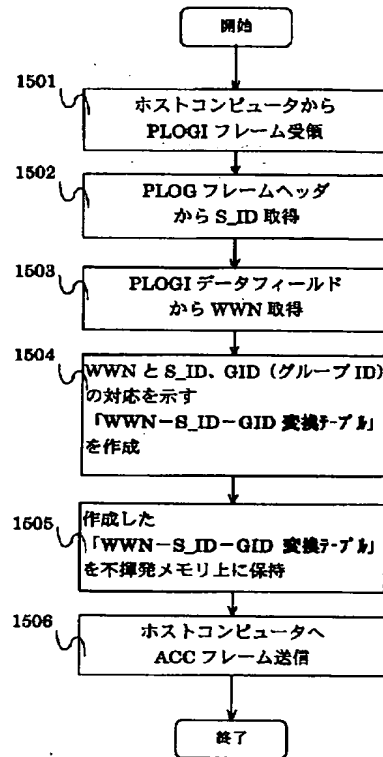 開始
1501
ホストコンピュータから
PLOGI フレーム受領
1502
PLOG フレームヘッダ
から S_ID 取得
1503
PLOGI データフィールド
から WWN 取得
1504
WWN と S_ID、GID（グループ ID）
の対応を示す
「WWN－S_ID－GID 変換テーブル」
を作成
1505
作成した
「WWN－S_ID－GID 変換テーブル」
を不揮発メモリ上に保持
1506
ホストコンピュータへ
ACC フレーム送信
終了